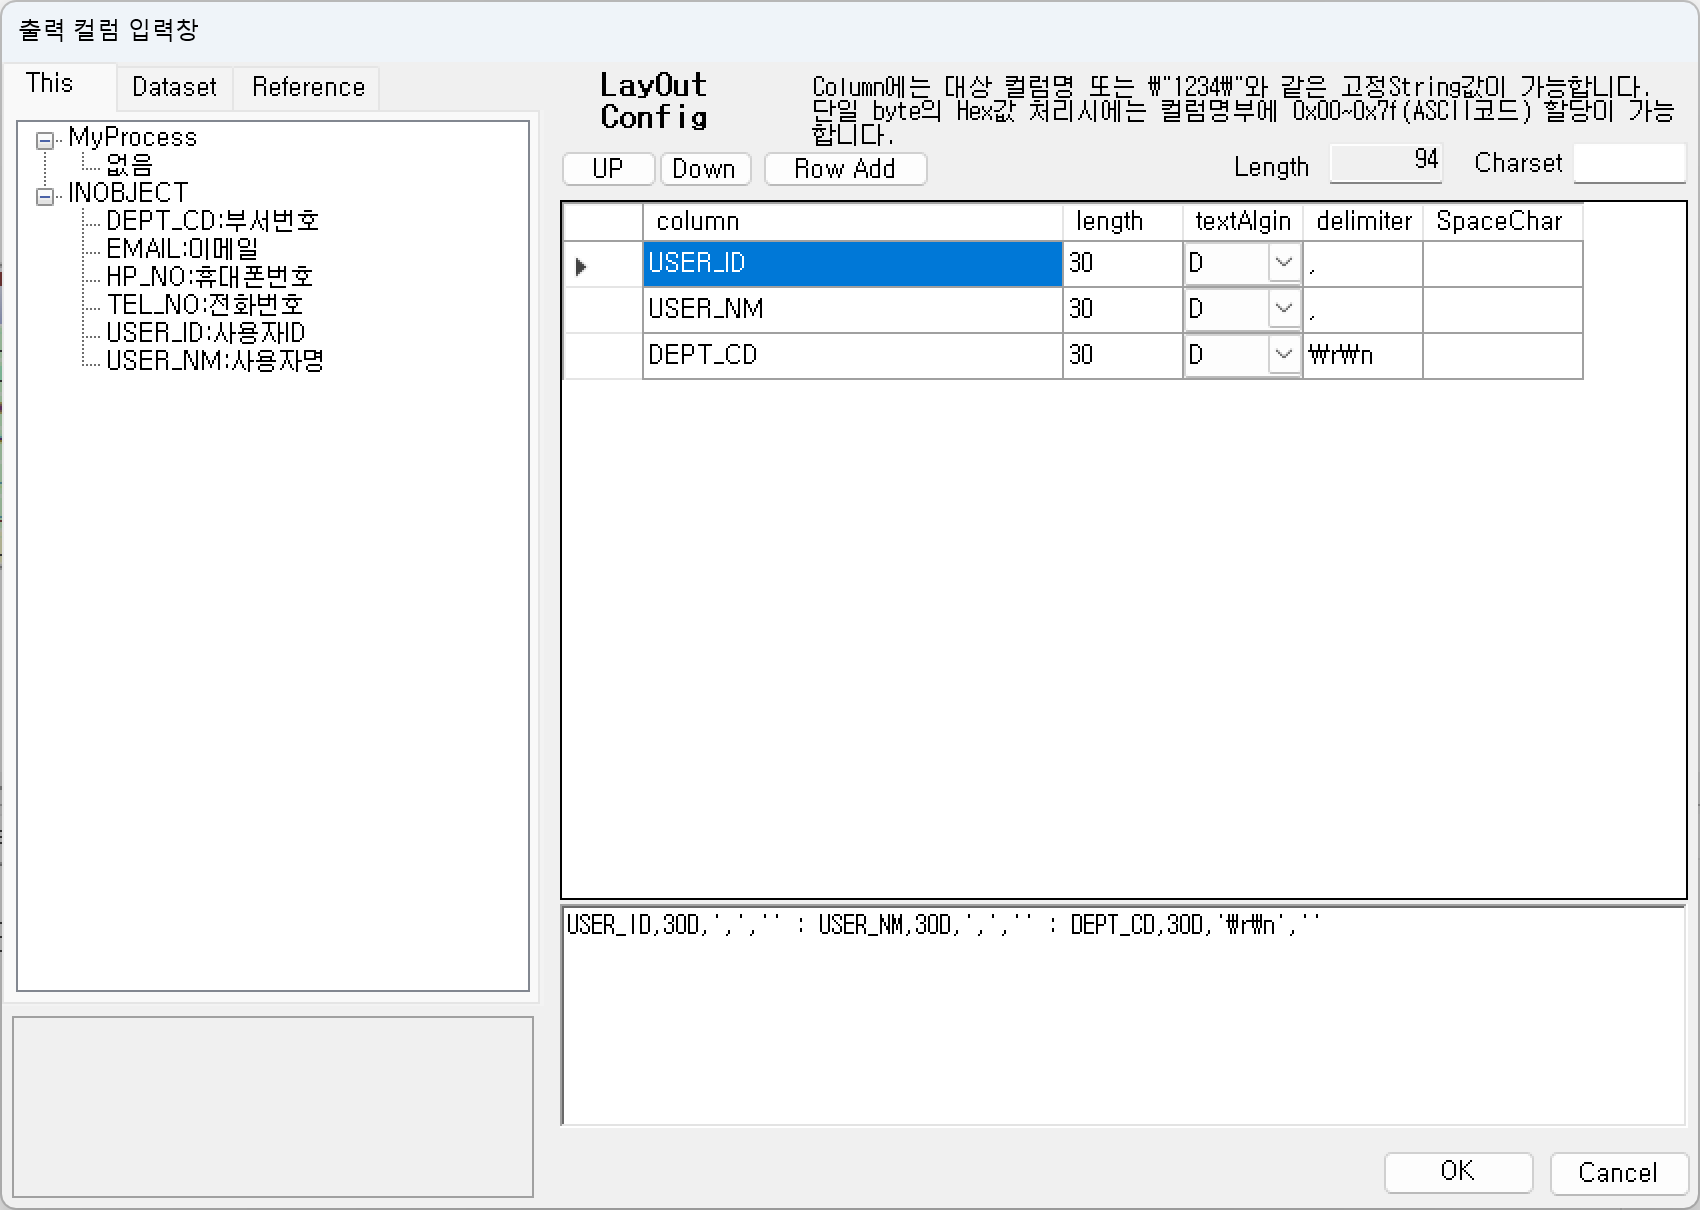 출력 컬럼 입력창
This Dataset Reference
MyProcess
없음
INOBJECT
DEPT_CD:부서번호
EMAIL:이메일
HP_NO:휴대폰번호
TEL_NO:전화번호
USER_ID:사용자ID
USER_NM:사용자명
LayOut
Config
Column에는 대상 컬럼명 또는 ₩"1234₩"와 같은 고정String값이 가능합니다.
단일 byte의 Hex값 처리시에는 컬럼명부에 0x00~0x7f(ASCII코드) 할당이 가능
합니다.
UP Down Row Add Length 94 Charset
column length textAlgin delimiter SpaceChar
USER_ID 30 D ,
USER_NM 30 D ,
DEPT_CD 30 D ₩r₩n
USER_ID,30D,',','' : USER_NM,30D,',','' : DEPT_CD,30D,'₩r₩n',''
OK Cancel